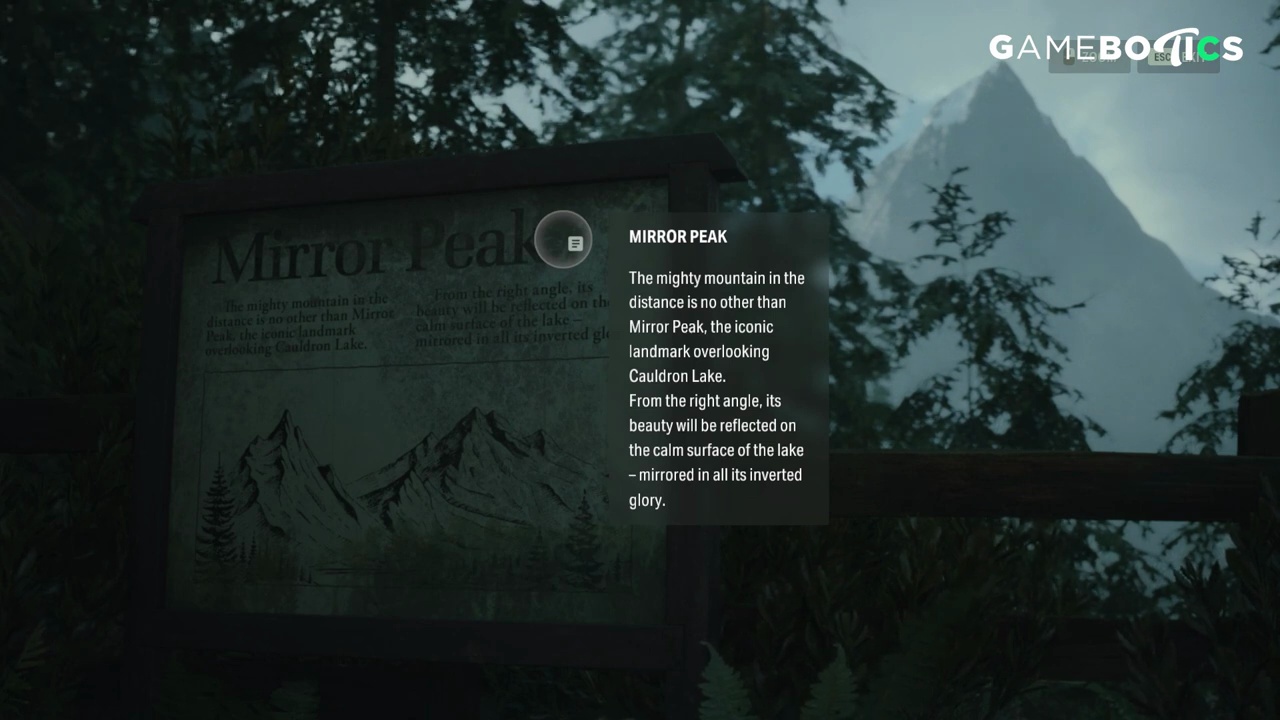 GAMEBOTICS
ESC
MIRROR PEAK
The mighty mountain in the
distance is no other than
Mirror Peak, the iconic
landmark overlooking
Cauldron Lake.
From the right angle, its
beauty will be reflected on
the calm surface of the lake
– mirrored in all its inverted
glory.
Mirror Peak
The mighty mountain in the
distance is no other than Mirror
Peak, the iconic landmark
overlooking Cauldron Lake.
From the right angle, its
beauty will be reflected on the
calm surface of the lake –
mirrored in all its inverted glo